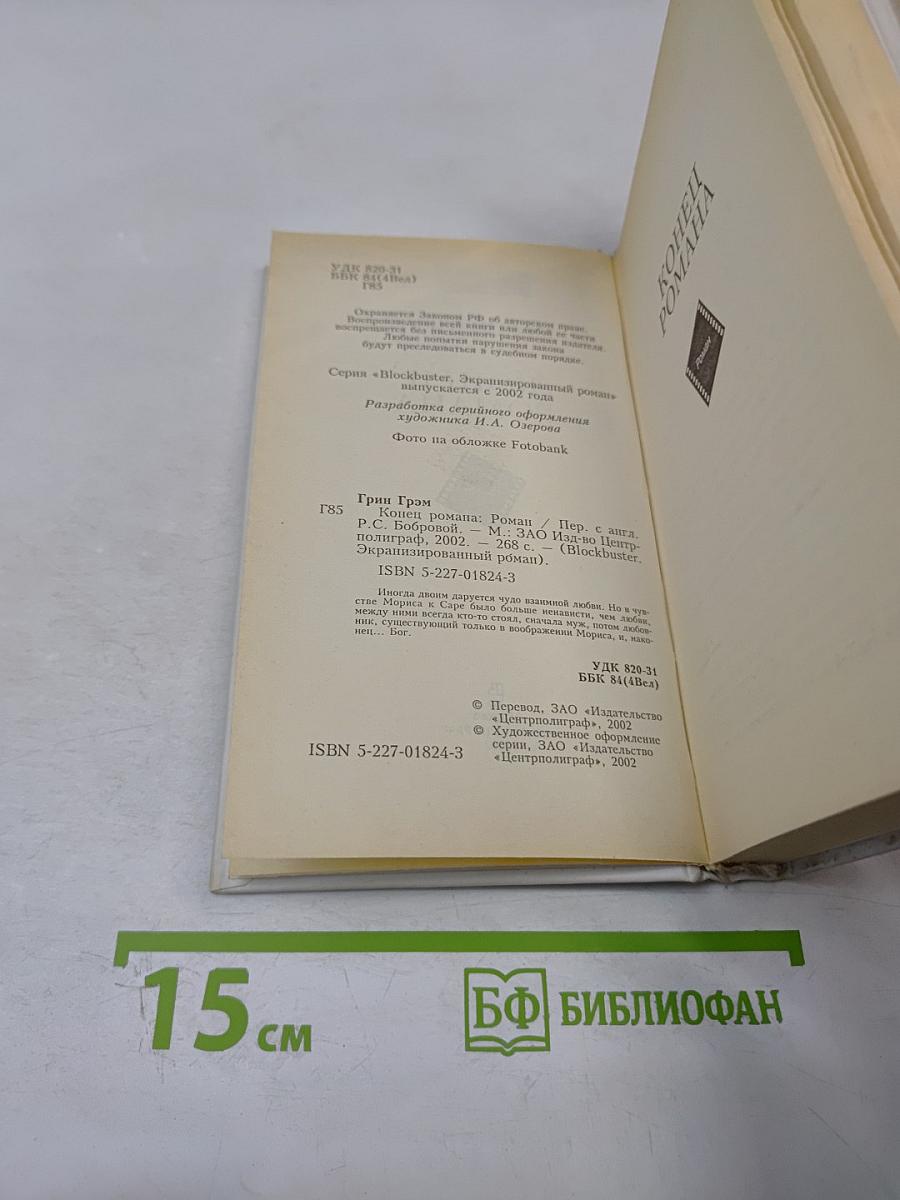 УДК 820-31
ББК 84(4Вел)
Г85
Охраняется Законом РФ об авторском праве.
Воспроизведение всей книги или любой ее части
воспрещается без письменного разрешения издателя.
Любые попытки нарушения закона
будут преследоваться в судебном порядке.
Серия «Blockbuster. Экранизированный роман»
выпускается с 2002 года
Разработка серийного оформления
художника И.А. Озерова
Фото на обложке Fotobank
Грин Грэм
Г85 Конец романа: Роман / Пер. с англ.
Р.С. Бобровой. — М.: ЗАО Изд-во Центр-
полиграф, 2002. — 268 с. — (Blockbuster.
Экранизированный роман).
ISBN 5-227-01824-3
Иногда двоим даруется чудо взаимной любви. Но в чув-
стве Мориса к Саре было больше ненависти, чем любви,
между ними всегда кто-то стоял, сначала муж, потом любов-
ник, существующий только в воображении Мориса, и, нако-
нец... Бог.
УДК 820-31
ББК 84(4Вел)
© Перевод, ЗАО «Издательство
«Центрполиграф», 2002
© Художественное оформление
серии, ЗАО «Издательство
«Центрполиграф», 2002
ISBN 5-227-01824-3
КОНЕЦ
РОМАНА
Роман
15 см
БФ БИБЛИОФАН